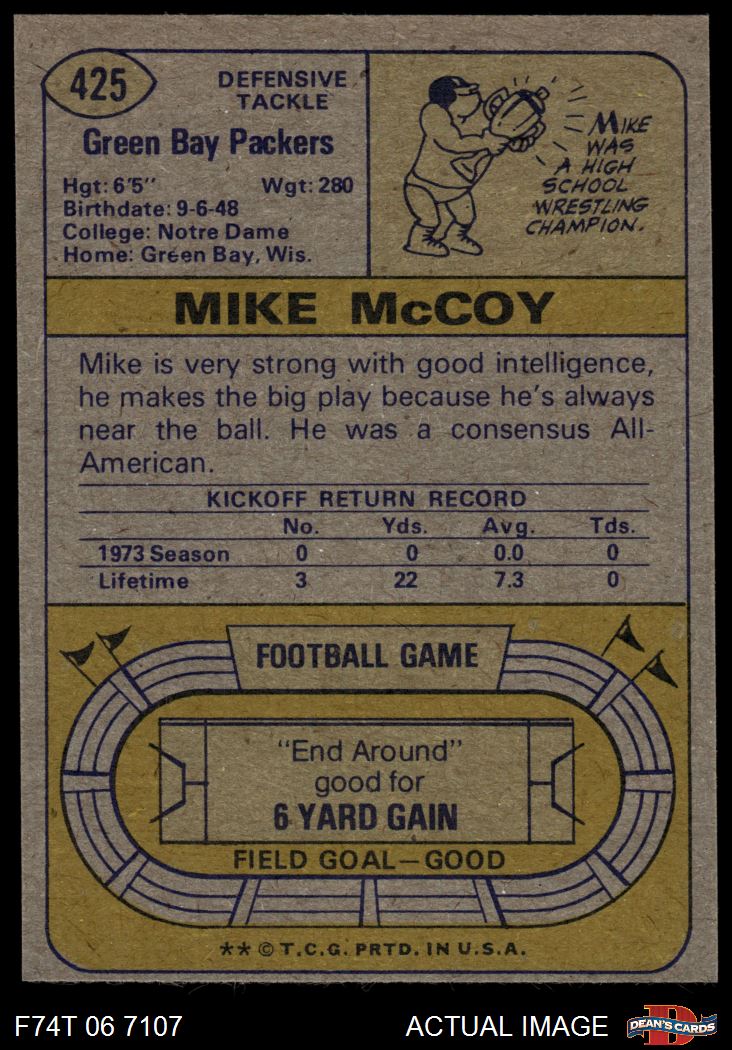 425
DEFENSIVE
TACKLE
Green Bay Packers
Hgt: 6'5" Wgt: 280
Birthdate: 9-6-48
College: Notre Dame
Home: Green Bay, Wis.
MIKE
WAS
A HIGH
SCHOOL
WRESTLING
CHAMPION.
MIKE McCOY
Mike is very strong with good intelligence,
he makes the big play because he's always
near the ball. He was a consensus All-
American.
KICKOFF RETURN RECORD
No. Yds. Avg. Tds.
1973 Season 0 0 0.0 0
Lifetime 3 22 7.3 0
FOOTBALL GAME
"End Around"
good for
6 YARD GAIN
FIELD GOAL—GOOD
** © T.C.G. PRTD. IN U.S.A.
F74T 06 7107 ACTUAL IMAGE DEAN'S CARDS